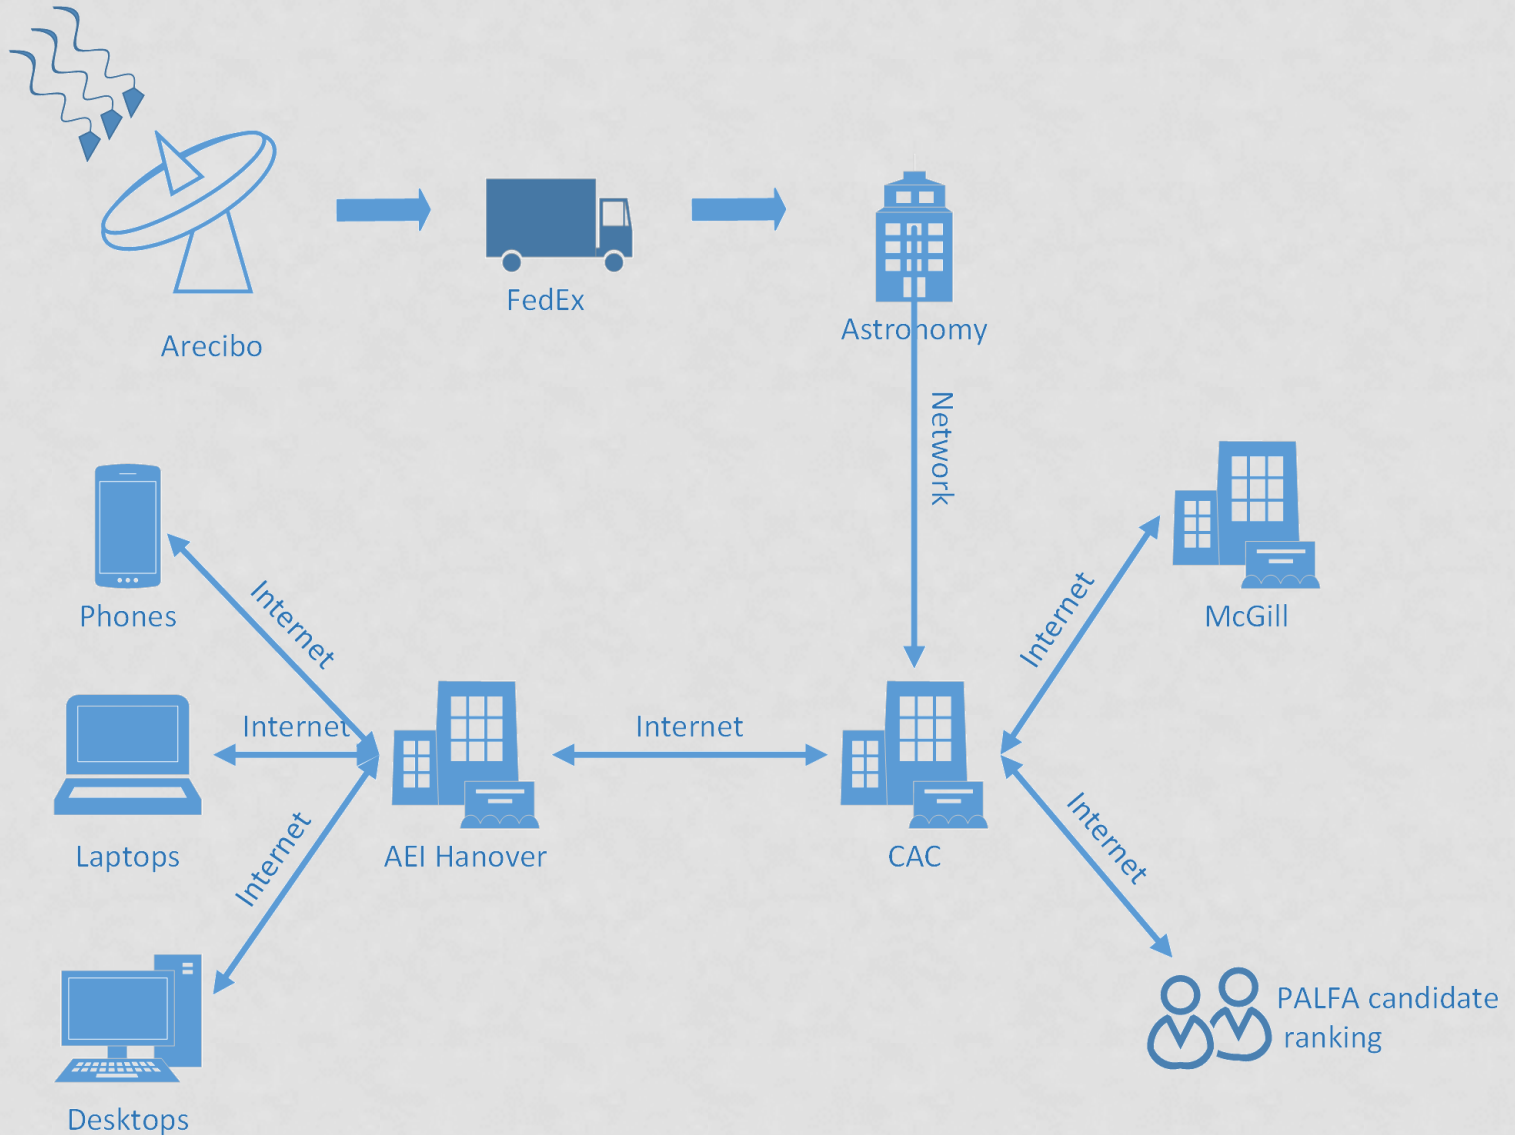 FedEx
Arecibo
Astronomy
Network
Phones
Internet
McGill
Internet
Internet
Internet
Laptops
Internet
AEI Hanover
CAC
Internet
PALFA candidate
ranking
Desktops